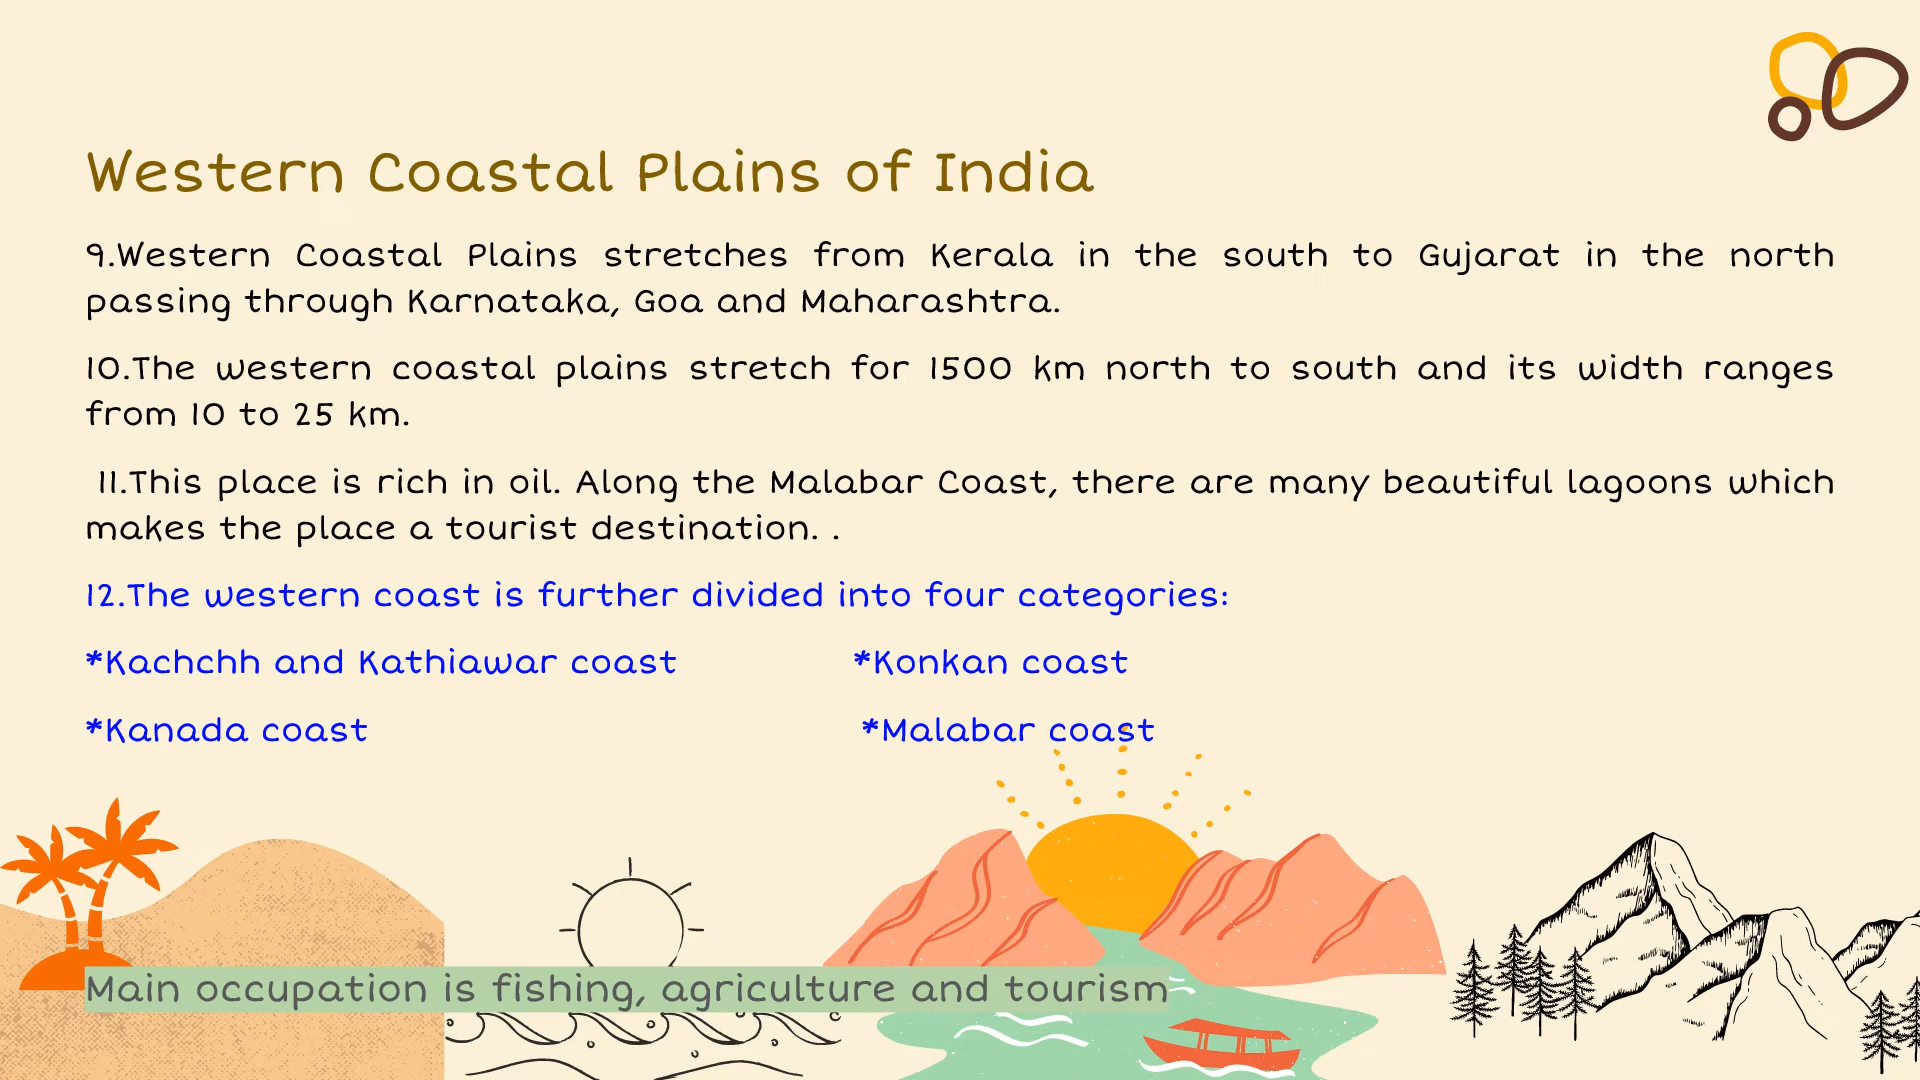 Western Coastal Plains of India
9.Western Coastal Plains stretches from Kerala in the south to Gujarat in the north
passing through Karnataka, Goa and Maharashtra.
10.The western coastal plains stretch for 1500 km north to south and its width ranges
from 10 to 25 km.
11.This place is rich in oil. Along the Malabar Coast, there are many beautiful lagoons which
makes the place a tourist destination. .
12.The western coast is further divided into four categories:
*Kachchh and Kathiawar coast *Konkan coast
*Kanada coast *Malabar coast
Main occupation is fishing, agriculture and tourism